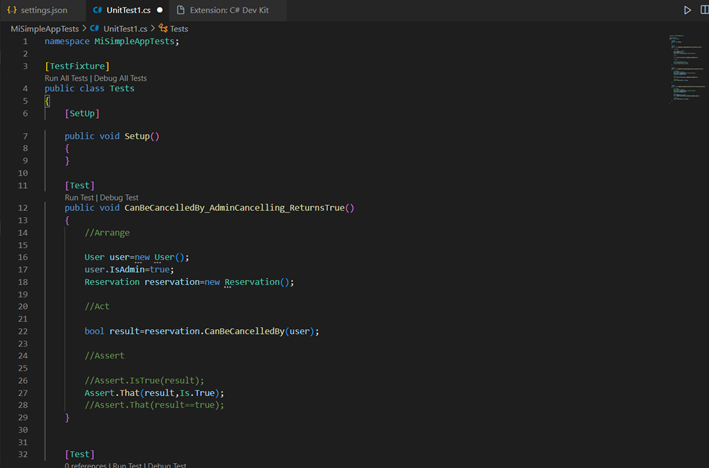 settings.json
UnitTest1.cs
Extension: C# Dev Kit
MiSimpleAppTests > C# UnitTest1.cs > Tests
1 namespace MiSimpleAppTests;
2
3 [TestFixture]
Run All Tests | Debug All Tests
4 public class Tests
5 {
6 [SetUp]
7 public void Setup()
8 {
9 }
10
11 [Test]
Run Test | Debug Test
12 public void CanBeCancelledBy_AdminCancelling_ReturnsTrue()
13 {
14 //Arrange
15
16 User user=new User();
17 user.IsAdmin=true;
18 Reservation reservation=new Reservation();
19
20 //Act
21
22 bool result=reservation.CanBeCancelledBy(user);
23
24 //Assert
25
26 //Assert.IsTrue(result);
27 Assert.That(result,Is.True);
28 //Assert.That(result==true);
29 }
30
31
32 [Test]
0 references | Run Test | Debug Test